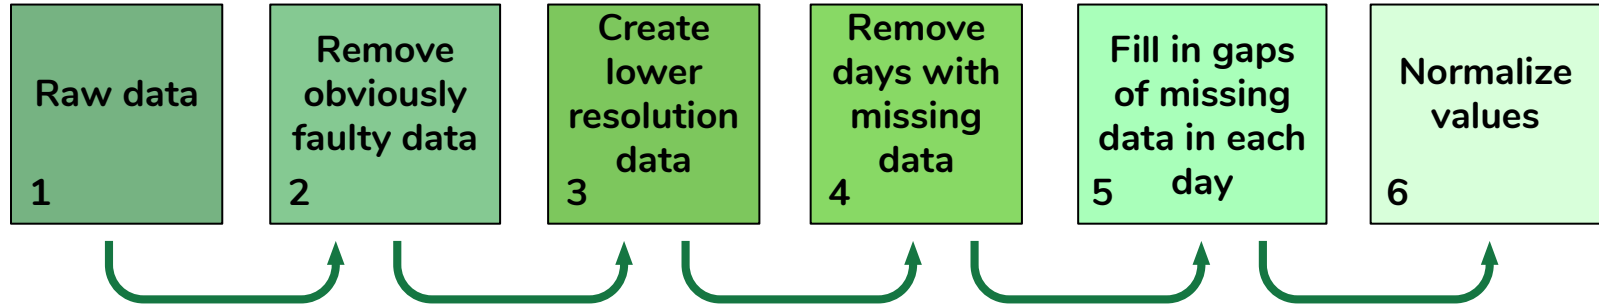 Raw data
1
Remove
obviously
faulty data
2
Create
lower
resolution
data
3
Remove
days with
missing
data
4
Fill in gaps
of missing
data in each
day
5
Normalize
values
6